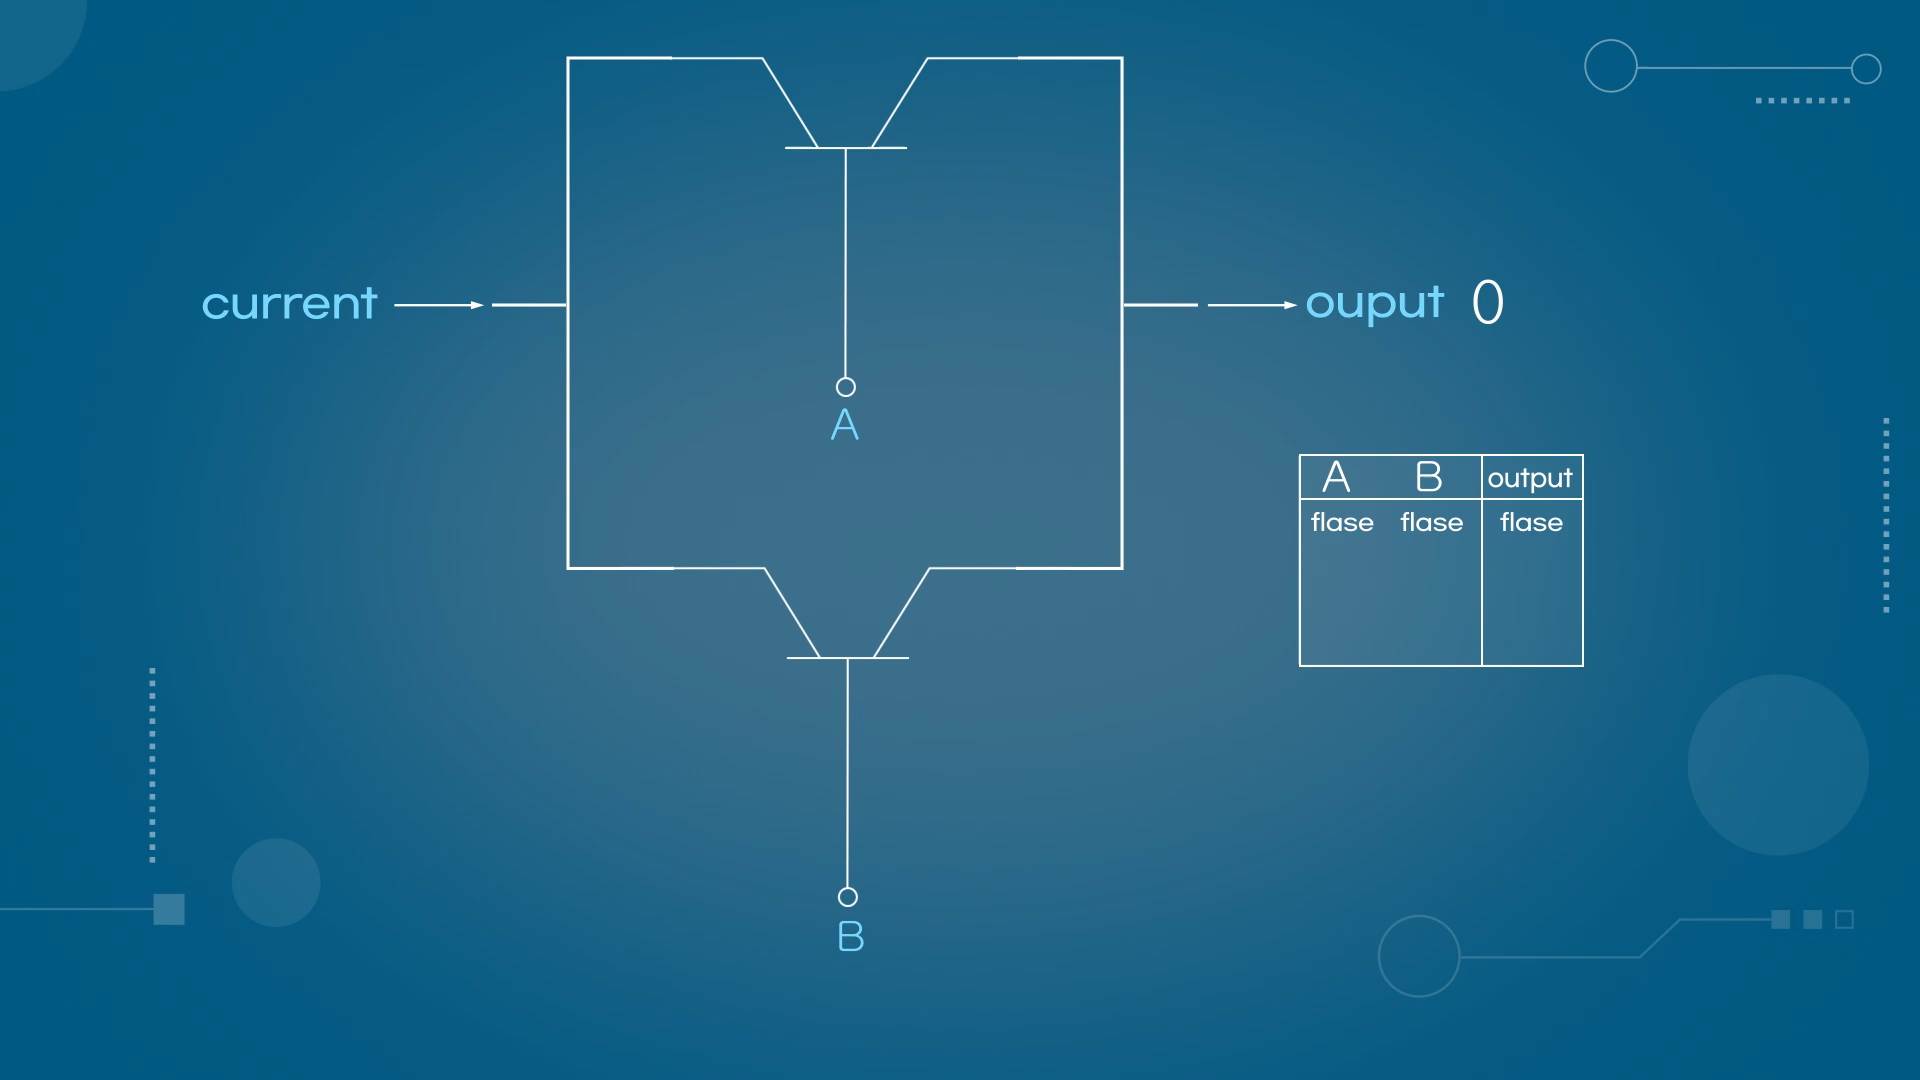 current
ouput 0
A
A B output
flase flase flase
B